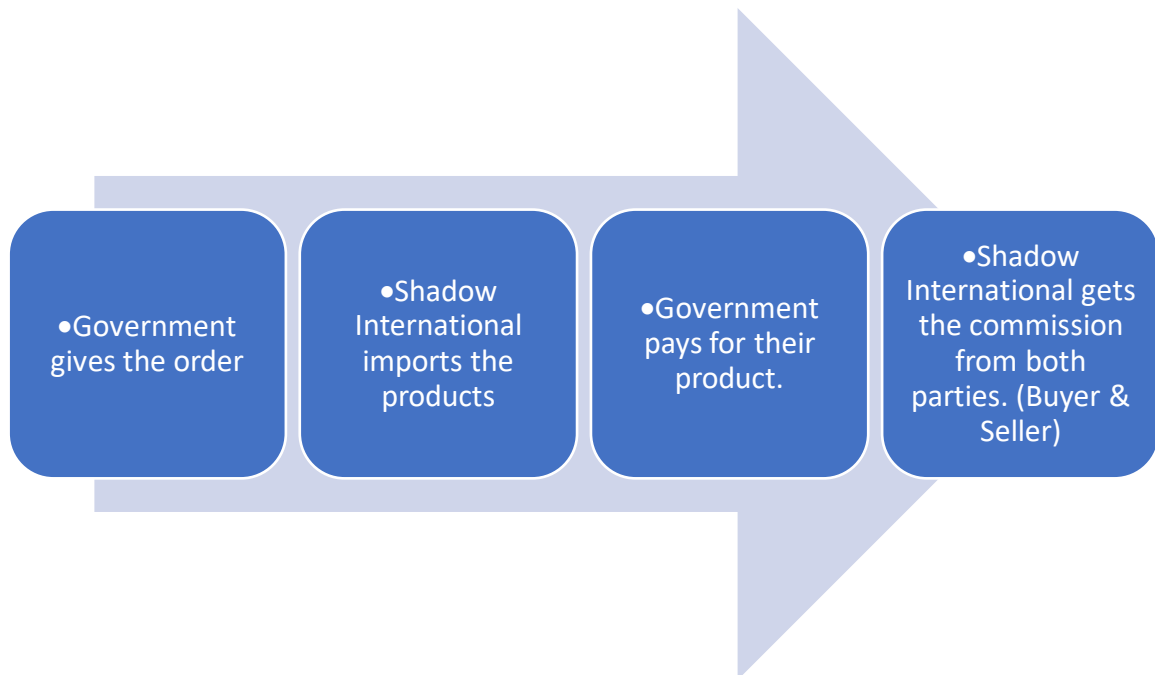 •Government
gives the order
•Shadow
International
imports the
products
•Government
pays for their
product.
•Shadow
International gets
the commission
from both
parties. (Buyer &
Seller)